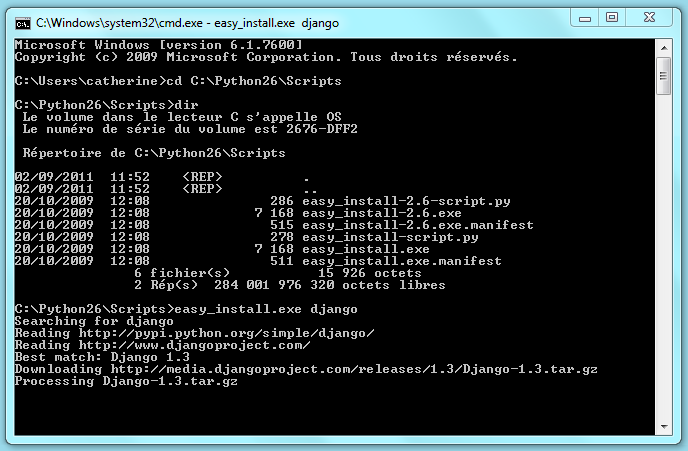 C:\Windows\system32\cmd.exe - easy_install.exe  django
Microsoft Windows [version 6.1.7600]
Copyright (c) 2009 Microsoft Corporation. Tous droits réservés.
C:\Users\catherine>cd C:\Python26\Scripts
C:\Python26\Scripts>dir
 Le volume dans le lecteur C s'appelle OS
 Le numéro de série du volume est 2676-DFF2
 Répertoire de C:\Python26\Scripts
02/09/2011  11:52    <REP>          .
02/09/2011  11:52    <REP>          ..
20/10/2009  12:08               286 easy_install-2.6-script.py
20/10/2009  12:08             7 168 easy_install-2.6.exe
20/10/2009  12:08               515 easy_install-2.6.exe.manifest
20/10/2009  12:08               278 easy_install-script.py
20/10/2009  12:08             7 168 easy_install.exe
20/10/2009  12:08               511 easy_install.exe.manifest
               6 fichier(s)           15 926 octets
               2 Rép(s)  284 001 976 320 octets libres
C:\Python26\Scripts>easy_install.exe django
Searching for django
Reading http://pypi.python.org/simple/django/
Reading http://www.djangoproject.com/
Best match: Django 1.3
Downloading http://media.djangoproject.com/releases/1.3/Django-1.3.tar.gz
Processing Django-1.3.tar.gz